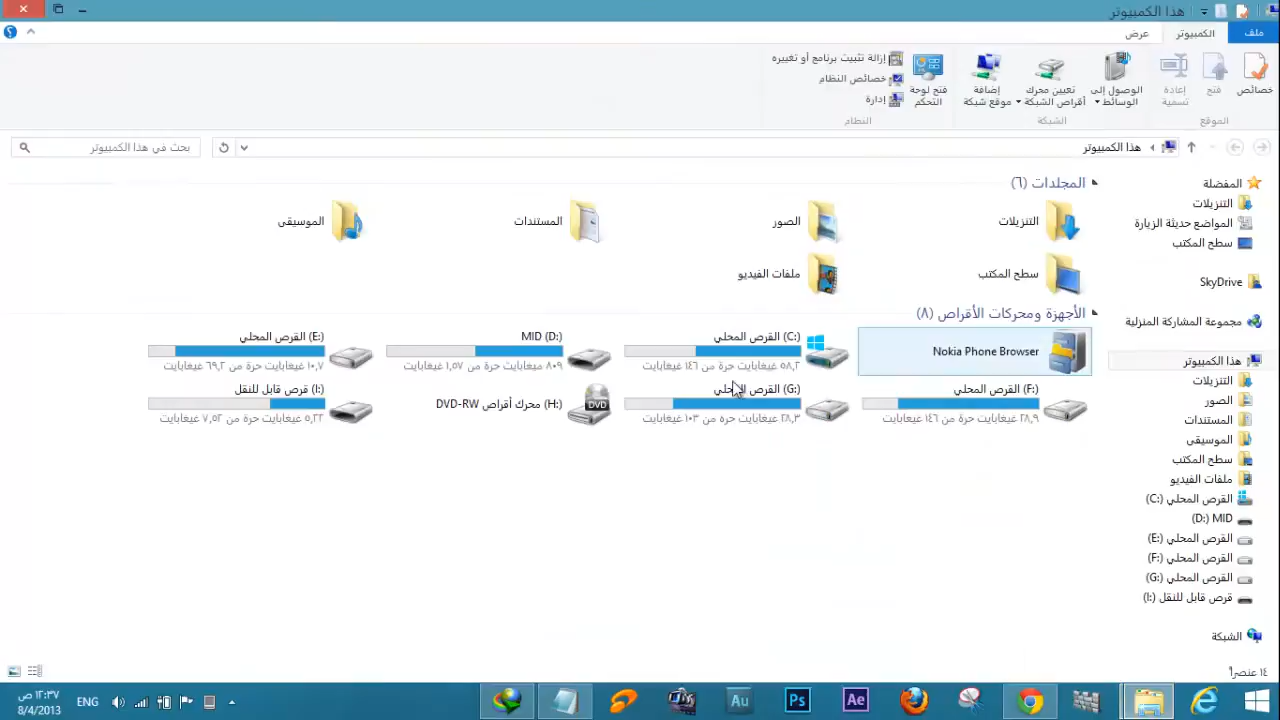 هذا الكمبيوتر
ملف
الكمبيوتر
عرض
خصائص
فتح
إعادة تسمية
الموقع
الوصول إلى الوسائط
تعيين محرك أقراص الشبكة
إضافة موقع شبكة
الشبكة
فتح لوحة التحكم
إزالة تثبيت برنامج أو تغييره
خصائص النظام
إدارة
النظام
هذا الكمبيوتر
بحث في هذا الكمبيوتر
المفضلة
التنزيلات
المواضع حديثة الزيارة
سطح المكتب
SkyDrive
مجموعة المشاركة المنزلية
هذا الكمبيوتر
التنزيلات
الصور
المستندات
الموسيقى
سطح المكتب
ملفات الفيديو
القرص المحلي (C:)
MID (D:)
القرص المحلي (E:)
القرص المحلي (F:)
القرص المحلي (G:)
قرص قابل للنقل (I:)
الشبكة
المجلدات (٦)
التنزيلات
الصور
المستندات
الموسيقى
سطح المكتب
ملفات الفيديو
الأجهزة ومحركات الأقراص (٨)
Nokia Phone Browser
القرص المحلي (C:)
٥٨,٢ غيغابايت حرة من ١٤٦ غيغابايت
MID (D:)
٨٠٩ ميغابايت حرة من ١,٥٧ غيغابايت
القرص المحلي (E:)
١٠,٧ غيغابايت حرة من ٦٩,٢ غيغابايت
القرص المحلي (F:)
٢٨,٩ غيغابايت حرة من ١٤٦ غيغابايت
القرص المحلي (G:)
٢٨,٣ غيغابايت حرة من ١٠٣ غيغابايت
محرك أقراص DVD-RW (H:)
DVD
قرص قابل للنقل (I:)
٥,٢٢ غيغابايت حرة من ٧,٥٢ غيغابايت
١٤ عنصرًا
Au
Ps
Ae
ENG
١٢:٣٧ ص
8/4/2013